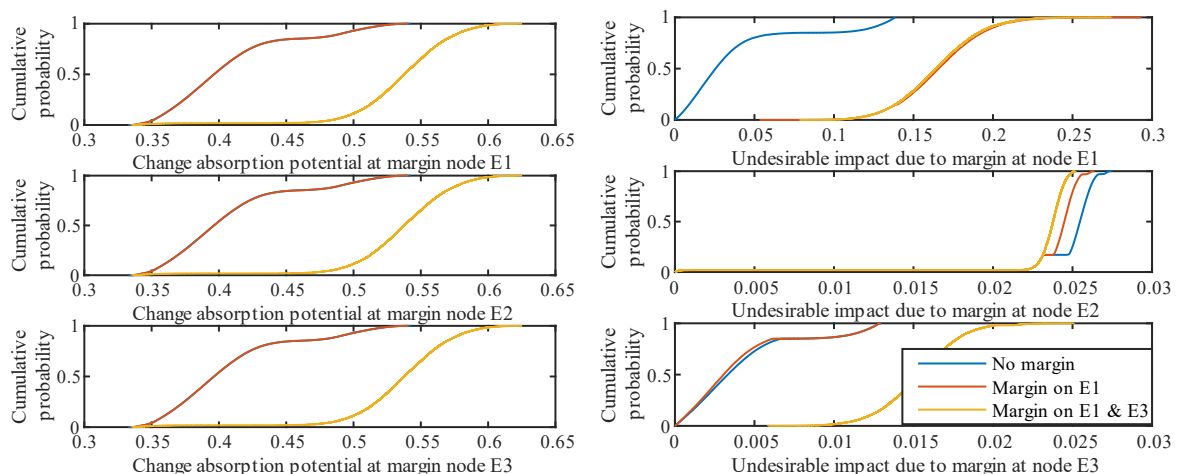 Cumulative
probability
1
0.5
0
0.3 0.35 0.4 0.45 0.5 0.55 0.6 0.65
Change absorption potential at margin node E1
Cumulative
probability
1
0.5
0
0 0.05 0.1 0.15 0.2 0.25 0.3
Undesirable impact due to margin at node E1
Cumulative
probability
1
0.5
0
0.3 0.35 0.4 0.45 0.5 0.55 0.6 0.65
Change absorption potential at margin node E2
Cumulative
probability
1
0.5
0
0 0.005 0.01 0.015 0.02 0.025 0.03
Undesirable impact due to margin at node E2
Cumulative
probability
1
0.5
0
0.3 0.35 0.4 0.45 0.5 0.55 0.6 0.65
Change absorption potential at margin node E3
Cumulative
probability
1
0.5
0
0 0.005 0.01 0.015 0.02 0.025 0.03
Undesirable impact due to margin at node E3
No margin
Margin on E1
Margin on E1 & E3